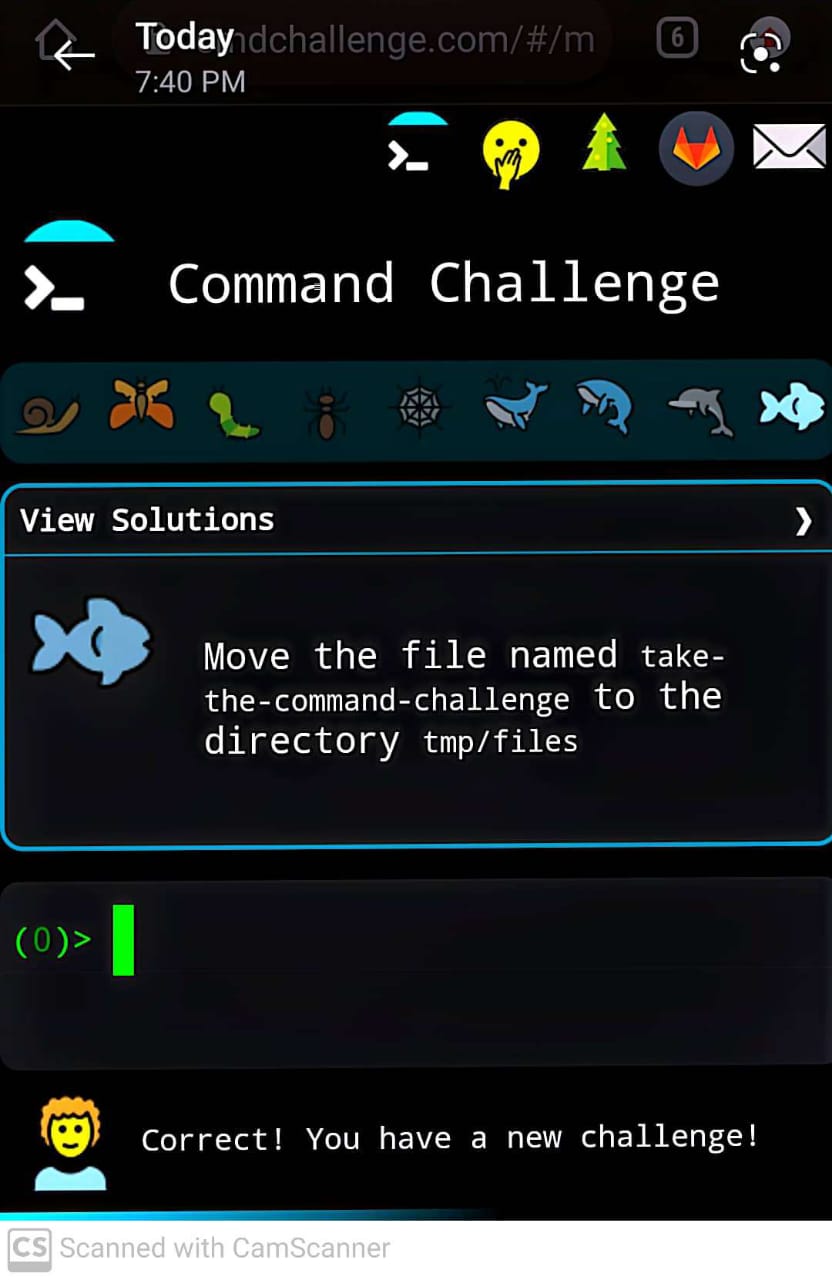 Today
ndchallenge.com/#/m
6
7:40 PM
Command Challenge
View Solutions
Move the file named take-
the-command-challenge to the
directory tmp/files
(0)>
Correct! You have a new challenge!
CS Scanned with CamScanner